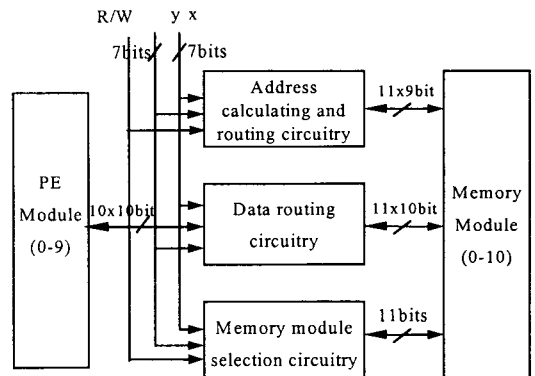 R/W
y x
7bits
7bits
Address
calculating and
routing circuitry
11x9bit
PE
Module
(0-9)
10x10bit
Data routing
circuitry
11x10bit
Memory
Module
(0-10)
Memory module
selection circuitry
11bits